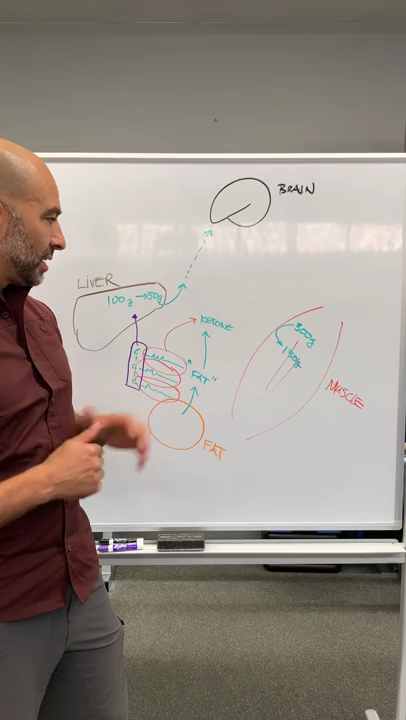 BRAIN
LIVER
100g → 50g
KETONE
300g
150g
"FAT"
MUSCLE
FAT